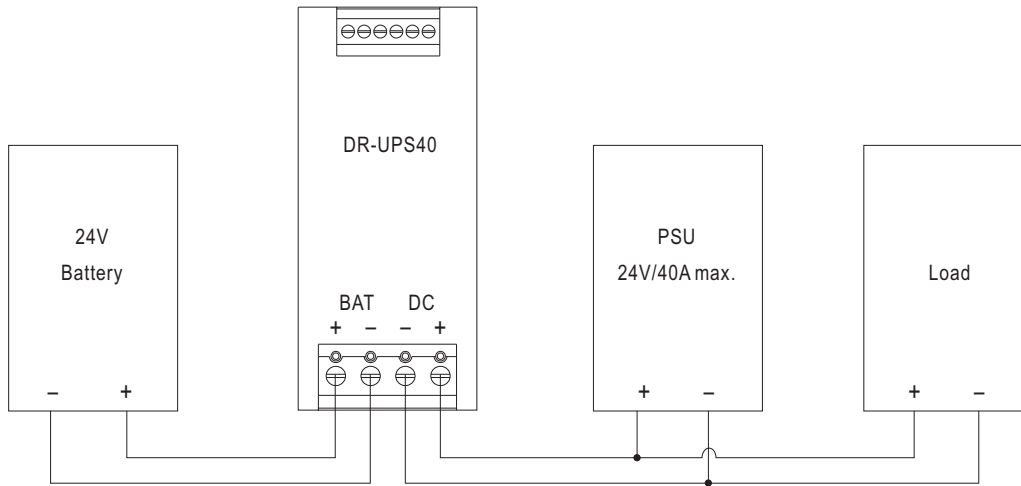 DR-UPS40
24V
Battery
PSU
24V/40A max.
Load
BAT DC
+ – – +
– +
+ –
+ –